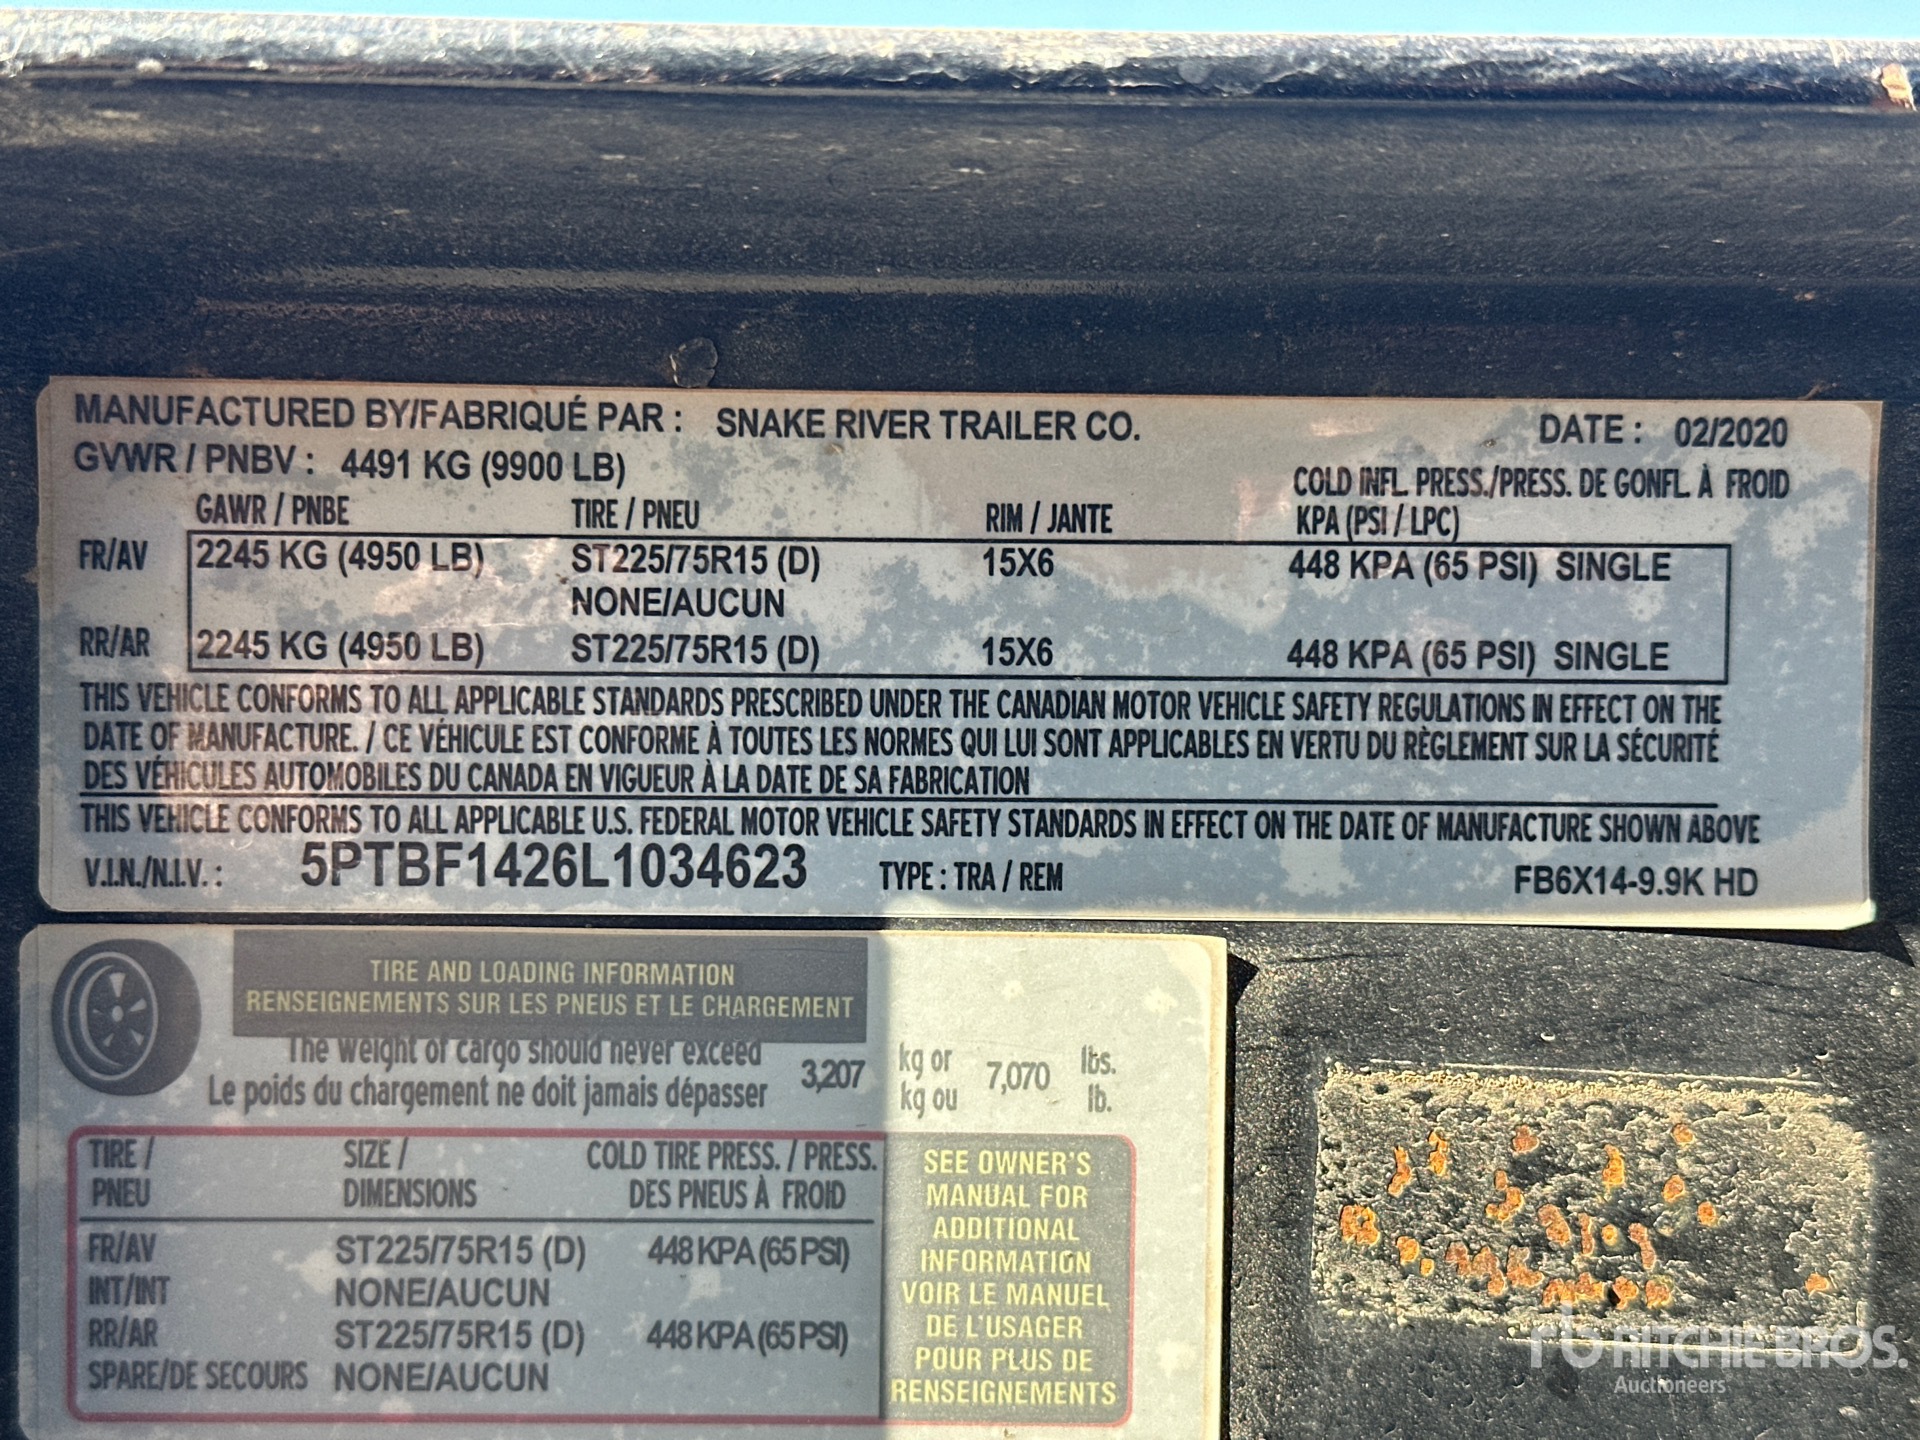 MANUFACTURED BY/FABRIQUÉ PAR : SNAKE RIVER TRAILER CO. DATE : 02/2020
GVWR / PNBV : 4491 KG (9900 LB)
COLD INFL. PRESS./PRESS. DE GONFL. À FROID
GAWR / PNBE TIRE / PNEU RIM / JANTE KPA (PSI / LPC)
FR/AV 2245 KG (4950 LB) ST225/75R15 (D) 15X6 448 KPA (65 PSI) SINGLE
NONE/AUCUN
RR/AR 2245 KG (4950 LB) ST225/75R15 (D) 15X6 448 KPA (65 PSI) SINGLE
THIS VEHICLE CONFORMS TO ALL APPLICABLE STANDARDS PRESCRIBED UNDER THE CANADIAN MOTOR VEHICLE SAFETY REGULATIONS IN EFFECT ON THE
DATE OF MANUFACTURE. / CE VÉHICULE EST CONFORME À TOUTES LES NORMES QUI LUI SONT APPLICABLES EN VERTU DU RÈGLEMENT SUR LA SÉCURITÉ
DES VÉHICULES AUTOMOBILES DU CANADA EN VIGUEUR À LA DATE DE SA FABRICATION
THIS VEHICLE CONFORMS TO ALL APPLICABLE U.S. FEDERAL MOTOR VEHICLE SAFETY STANDARDS IN EFFECT ON THE DATE OF MANUFACTURE SHOWN ABOVE
V.I.N./N.I.V. : 5PTBF1426L1034623 TYPE : TRA / REM FB6X14-9.9K HD
TIRE AND LOADING INFORMATION
RENSEIGNEMENTS SUR LES PNEUS ET LE CHARGEMENT
The weight of cargo should never exceed 3,207 kg or 7,070 lbs.
Le poids du chargement ne doit jamais dépasser kg ou lb.
TIRE / SIZE / COLD TIRE PRESS. / PRESS.
PNEU DIMENSIONS DES PNEUS À FROID
FR/AV ST225/75R15 (D) 448 KPA (65 PSI)
INT/INT NONE/AUCUN
RR/AR ST225/75R15 (D) 448 KPA (65 PSI)
SPARE/DE SECOURS NONE/AUCUN
SEE OWNER'S
MANUAL FOR
ADDITIONAL
INFORMATION
VOIR LE MANUEL
DE L'USAGER
POUR PLUS DE
RENSEIGNEMENTS
rb RITCHIE BROS.
Auctioneers